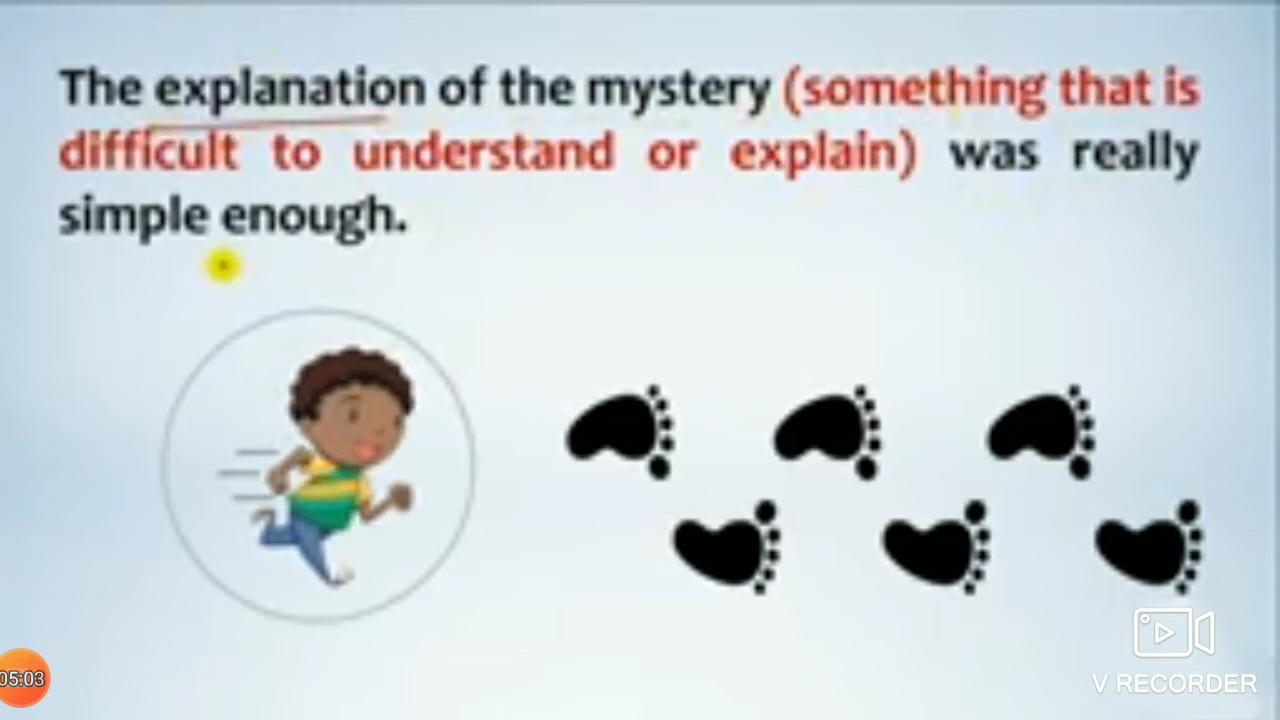 The explanation of the mystery (something that is
difficult to understand or explain) was really
simple enough.
05:03
V RECORDER